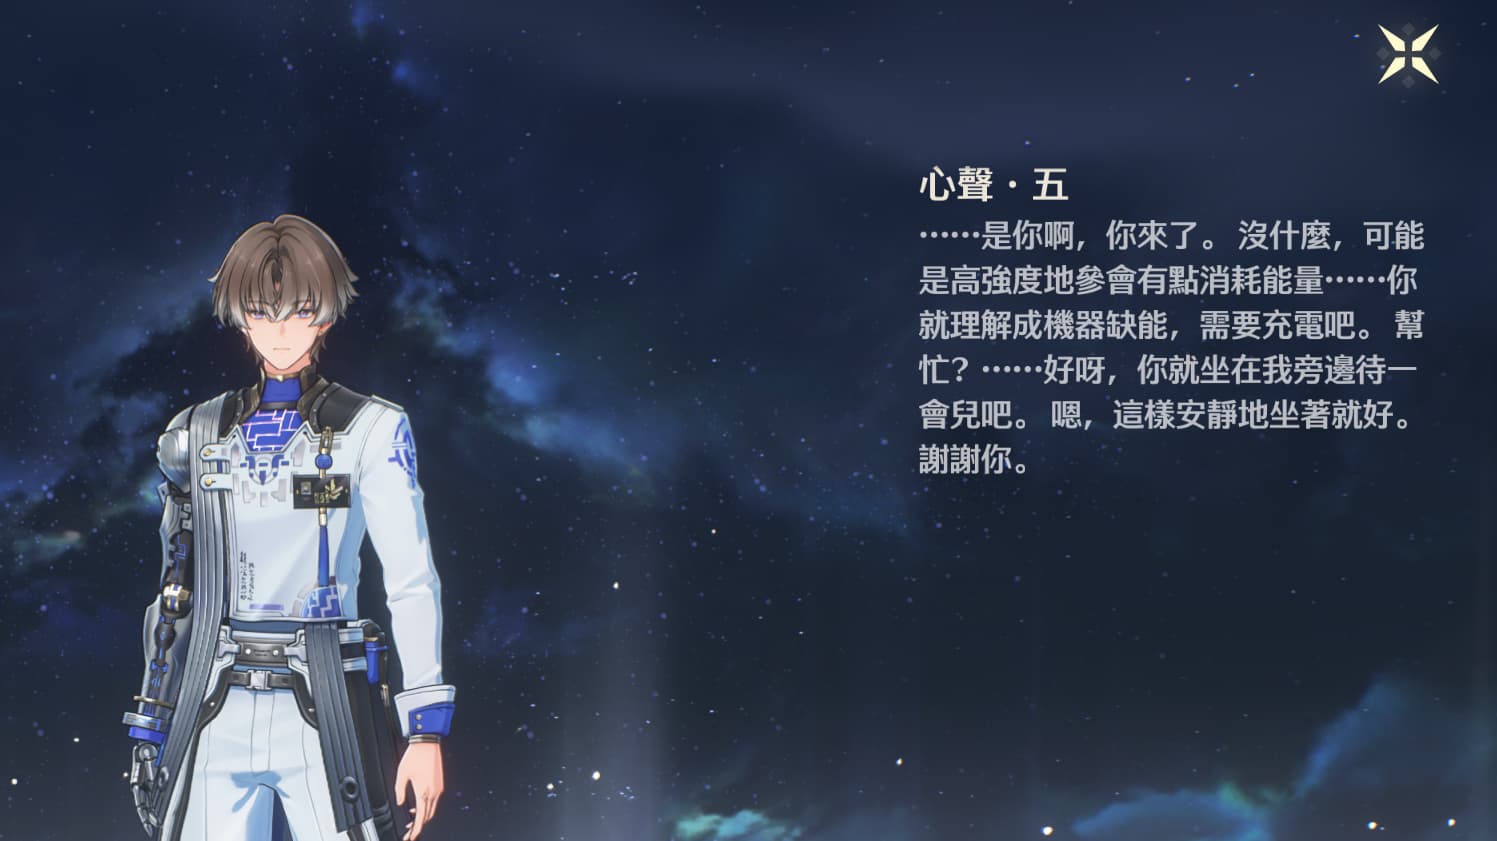 心聲·五
……是你啊，你來了。 沒什麼，可能
是高強度地參會有點消耗能量……你
就理解成機器缺能，需要充電吧。 幫
忙？……好呀，你就坐在我旁邊待一
會兒吧。 嗯，這樣安靜地坐著就好。
謝謝你。